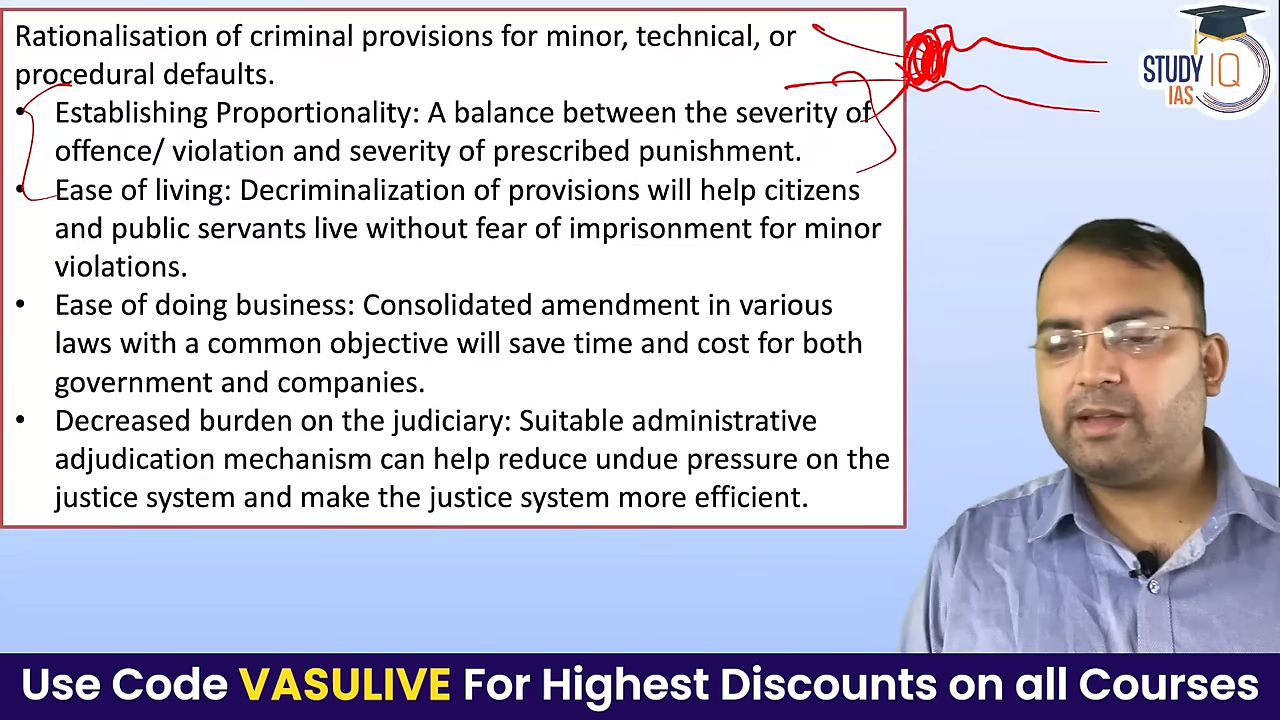 Rationalisation of criminal provisions for minor, technical, or
procedural defaults.
• Establishing Proportionality: A balance between the severity of
offence/ violation and severity of prescribed punishment.
• Ease of living: Decriminalization of provisions will help citizens
and public servants live without fear of imprisonment for minor
violations.
• Ease of doing business: Consolidated amendment in various
laws with a common objective will save time and cost for both
government and companies.
• Decreased burden on the judiciary: Suitable administrative
adjudication mechanism can help reduce undue pressure on the
justice system and make the justice system more efficient.
STUDY IQ
IAS
Use Code VASULIVE For Highest Discounts on all Courses